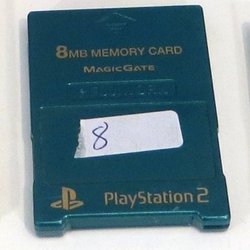 8MB MEMORY CARD
MAGICGATE
8
PlayStation 2